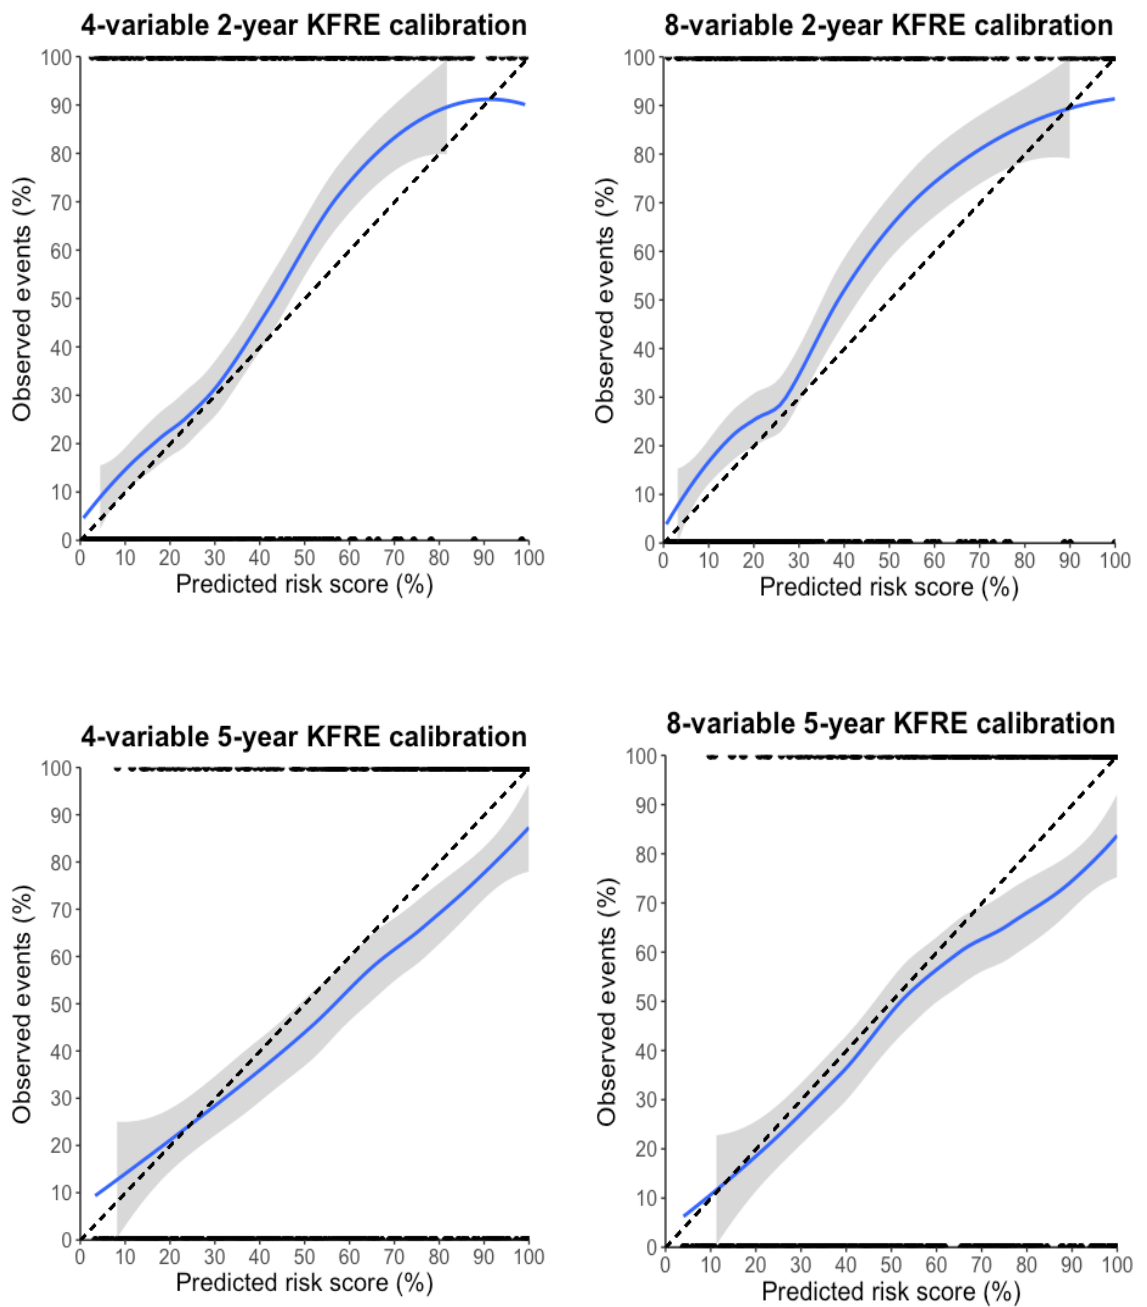 4-variable 2-year KFRE calibration
100
90
80
70
60
50
40
30
20
10
0
Observed events (%)
0 10 20 30 40 50 60 70 80 90 100
Predicted risk score (%)
8-variable 2-year KFRE calibration
100
90
80
70
60
50
40
30
20
10
0
Observed events (%)
0 10 20 30 40 50 60 70 80 90 100
Predicted risk score (%)
4-variable 5-year KFRE calibration
100
90
80
70
60
50
40
30
20
10
0
Observed events (%)
0 10 20 30 40 50 60 70 80 90 100
Predicted risk score (%)
8-variable 5-year KFRE calibration
100
90
80
70
60
50
40
30
20
10
0
Observed events (%)
0 10 20 30 40 50 60 70 80 90 100
Predicted risk score (%)